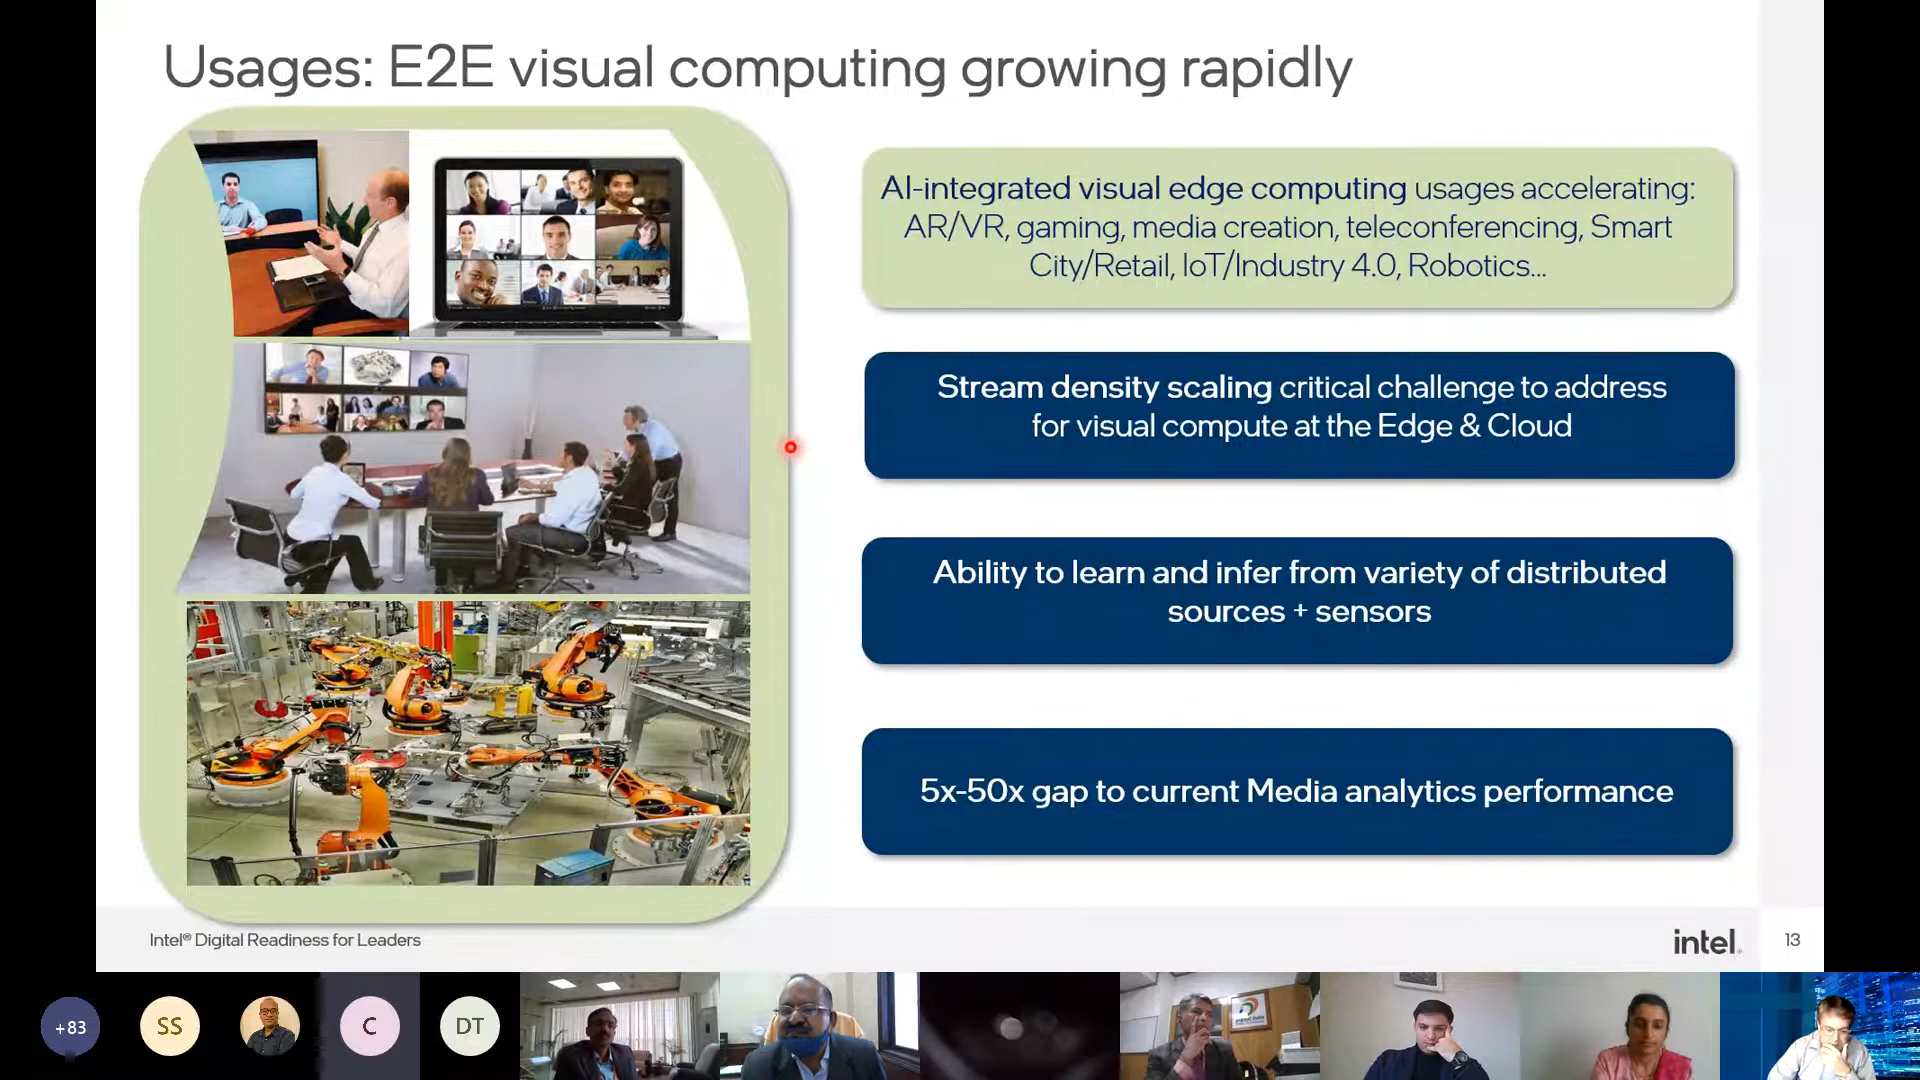 Usages: E2E visual computing growing rapidly
AI-integrated visual edge computing usages accelerating:
AR/VR, gaming, media creation, teleconferencing, Smart
City/Retail, IoT/Industry 4.0, Robotics...
Stream density scaling critical challenge to address
for visual compute at the Edge & Cloud
Ability to learn and infer from variety of distributed
sources + sensors
5x-50x gap to current Media analytics performance
Intel® Digital Readiness for Leaders
intel.
13
+83
SS
C
DT